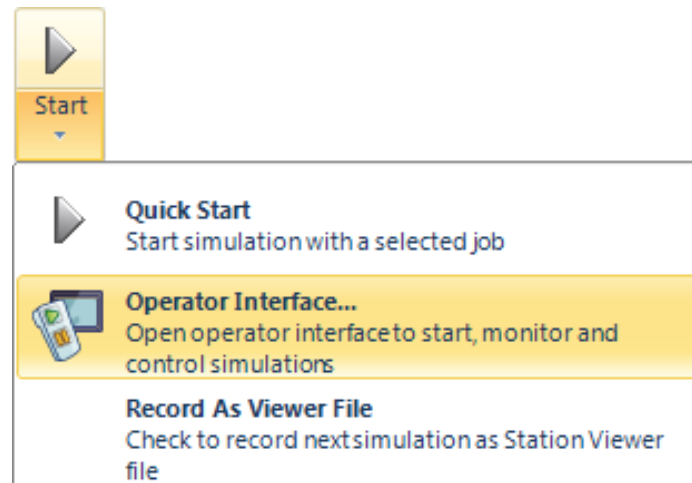 Start
Quick Start
Start simulation with a selected job
Operator Interface...
Open operator interface to start, monitor and
control simulations
Record As Viewer File
Check to record next simulation as Station Viewer
file